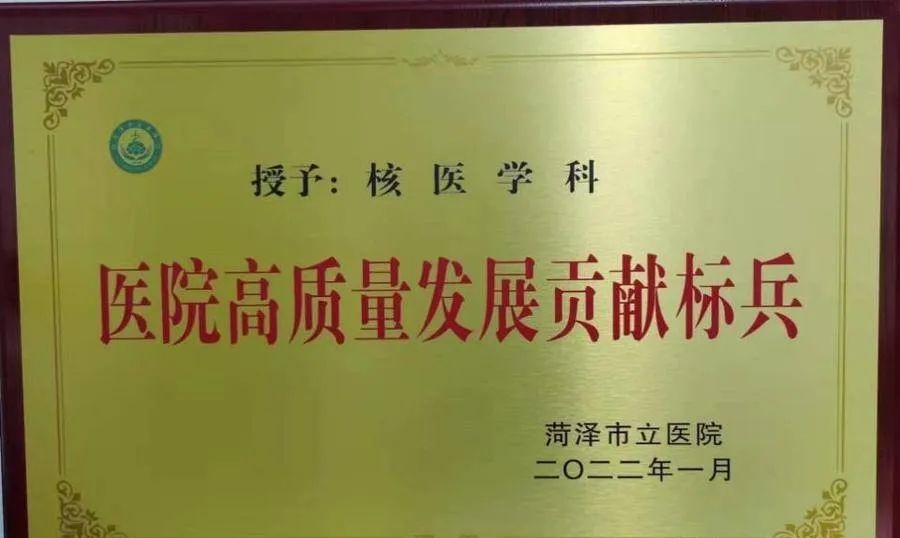 授予：核医学科
医院高质量发展贡献标兵
菏泽市立医院
二〇二二年一月